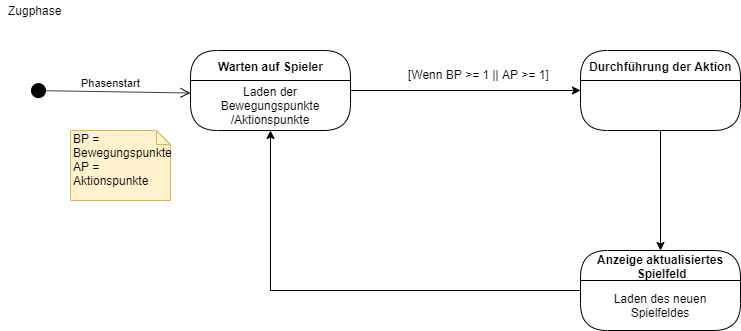 Zugphase
Phasenstart
Warten auf Spieler
Laden der
Bewegungspunkte
/Aktionspunkte
[Wenn BP >= 1 || AP >= 1]
Durchführung der Aktion
BP =
Bewegungspunkte
AP =
Aktionspunkte
Anzeige aktualisiertes
Spielfeld
Laden des neuen
Spielfeldes